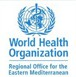 World Health
Organization
Regional Office for the
Eastern Mediterranean